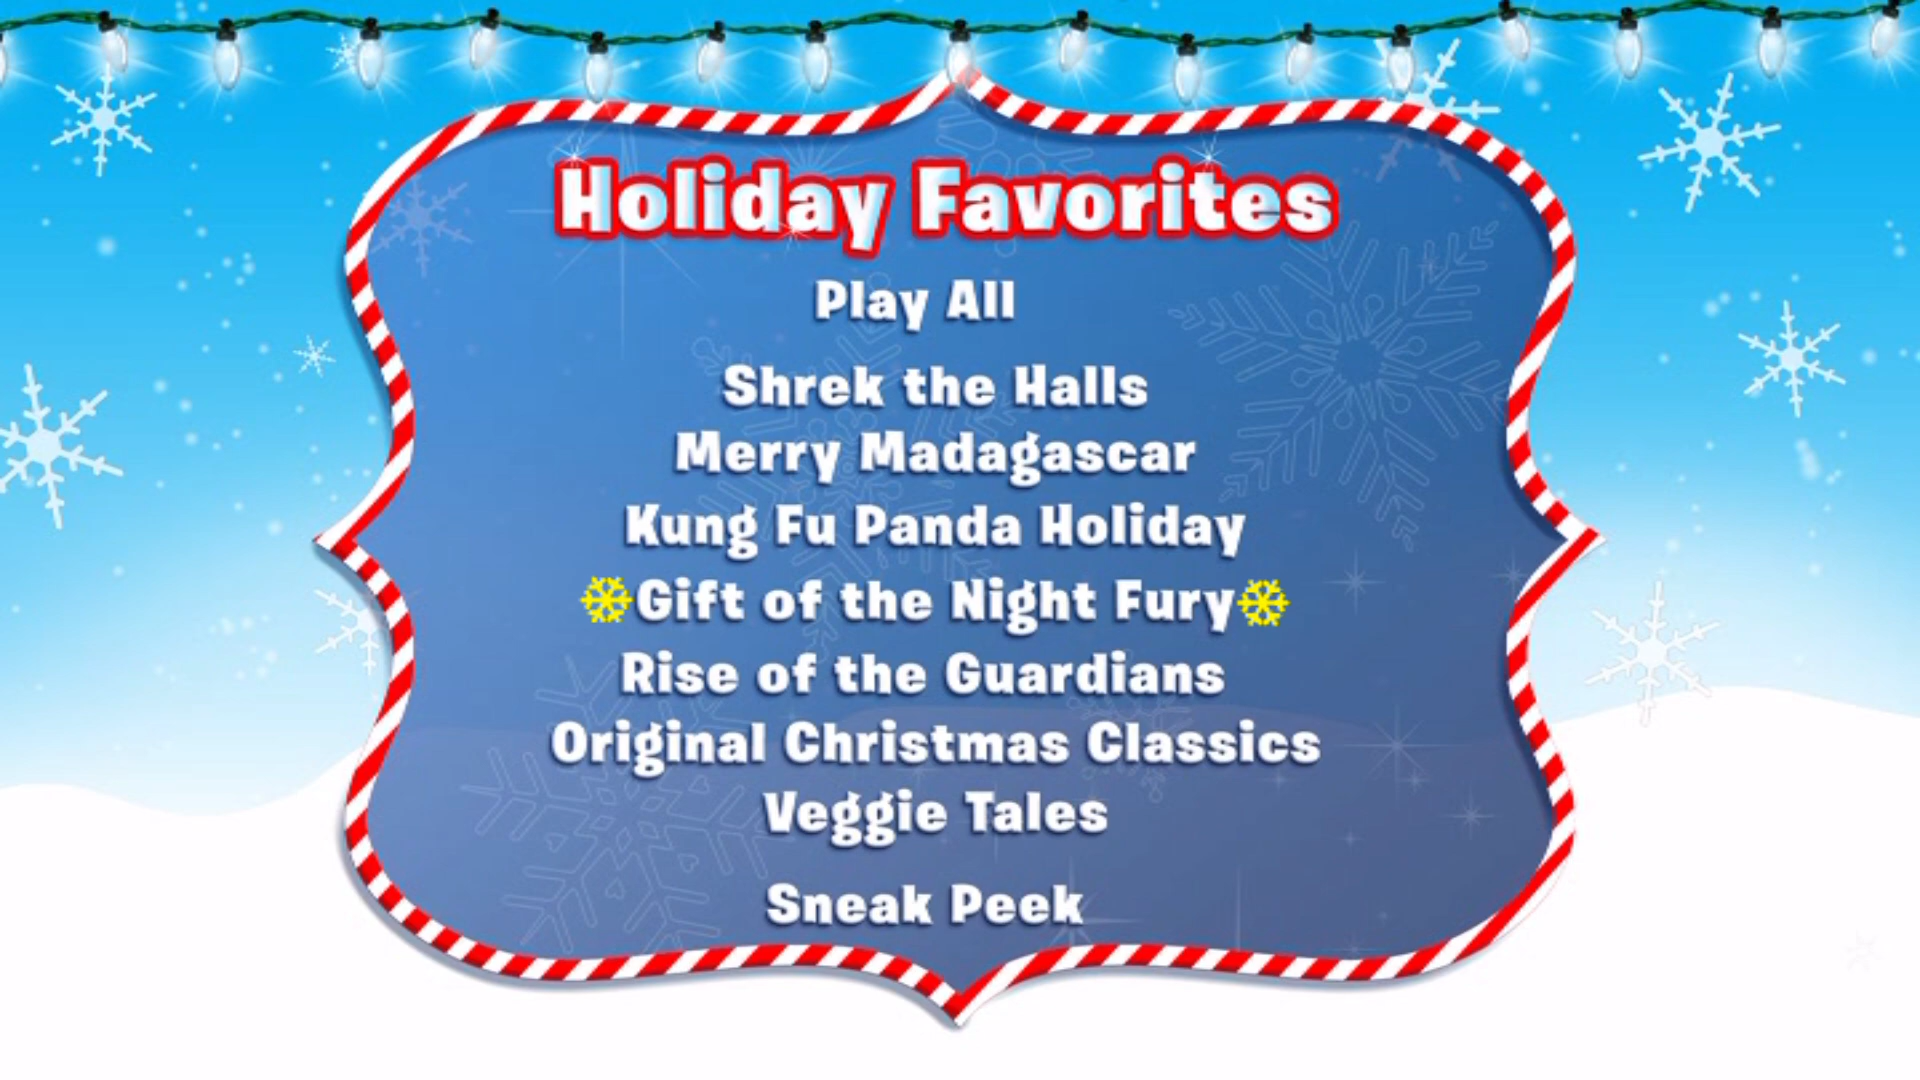 Holiday Favorites
Play All
Shrek the Halls
Merry Madagascar
Kung Fu Panda Holiday
Gift of the Night Fury
Rise of the Guardians
Original Christmas Classics
Veggie Tales
Sneak Peek